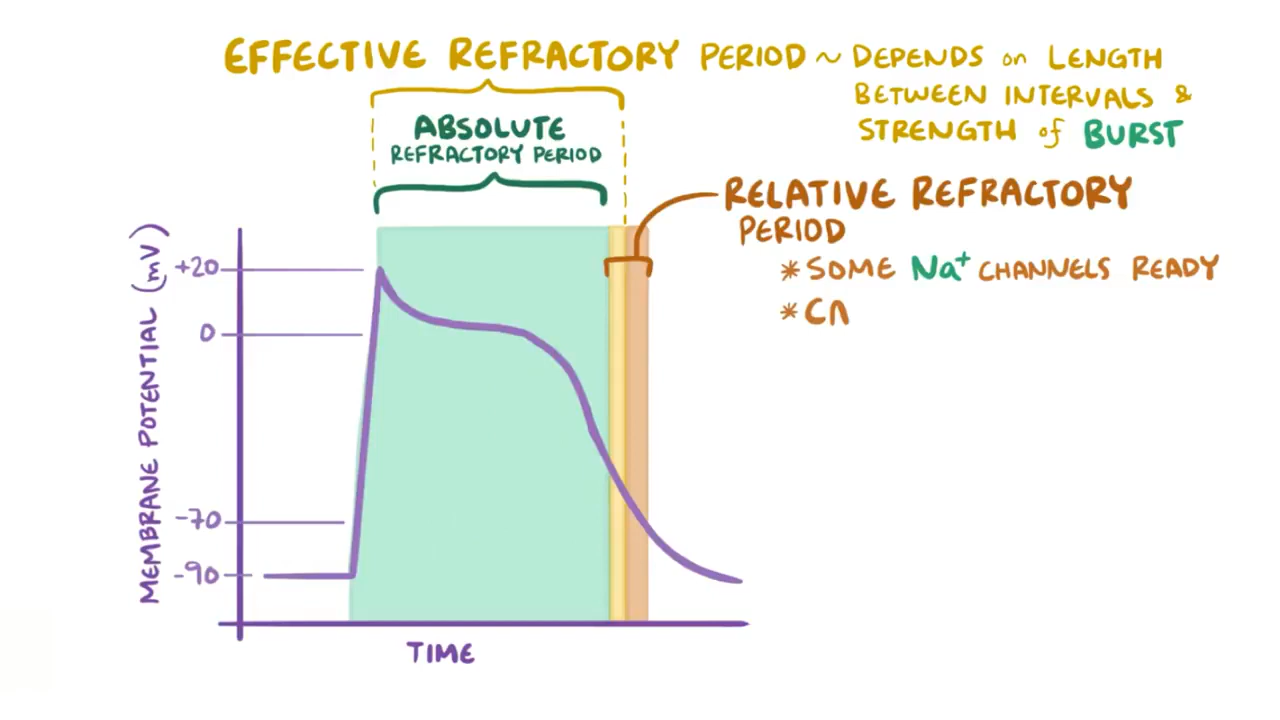 EFFECTIVE REFRACTORY PERIOD ~ DEPENDS on LENGTH
BETWEEN INTERVALS &
STRENGTH of BURST
ABSOLUTE
REFRACTORY PERIOD
RELATIVE REFRACTORY
PERIOD
* SOME Na+ CHANNELS READY
*
MEMBRANE POTENTIAL (mV)
+20
0
-70
-90
TIME